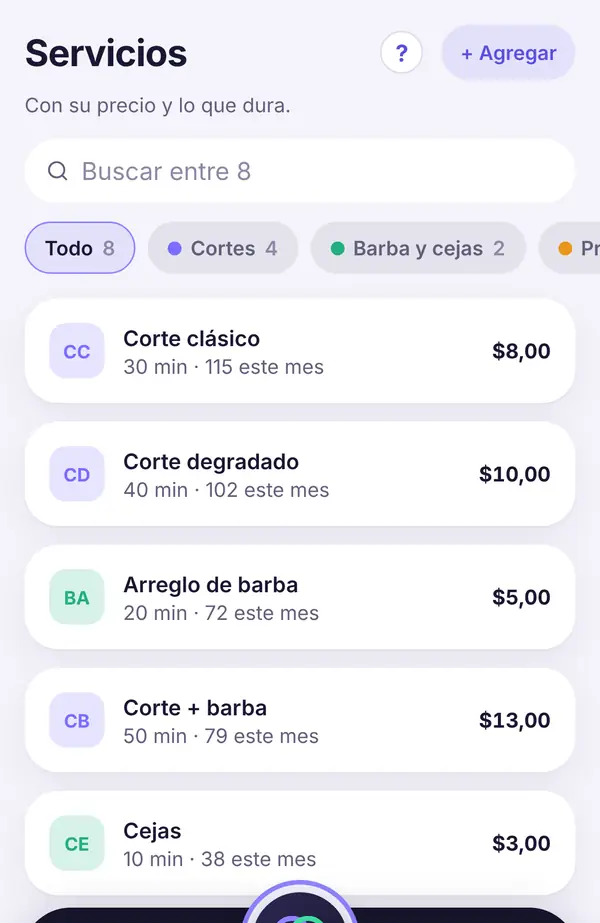 Servicios
?
+ Agregar
Con su precio y lo que dura.
Buscar entre 8
Todo 8
Cortes 4
Barba y cejas 2
Pr
CC
Corte clásico
30 min · 115 este mes
$8,00
CD
Corte degradado
40 min · 102 este mes
$10,00
BA
Arreglo de barba
20 min · 72 este mes
$5,00
CB
Corte + barba
50 min · 79 este mes
$13,00
CE
Cejas
10 min · 38 este mes
$3,00